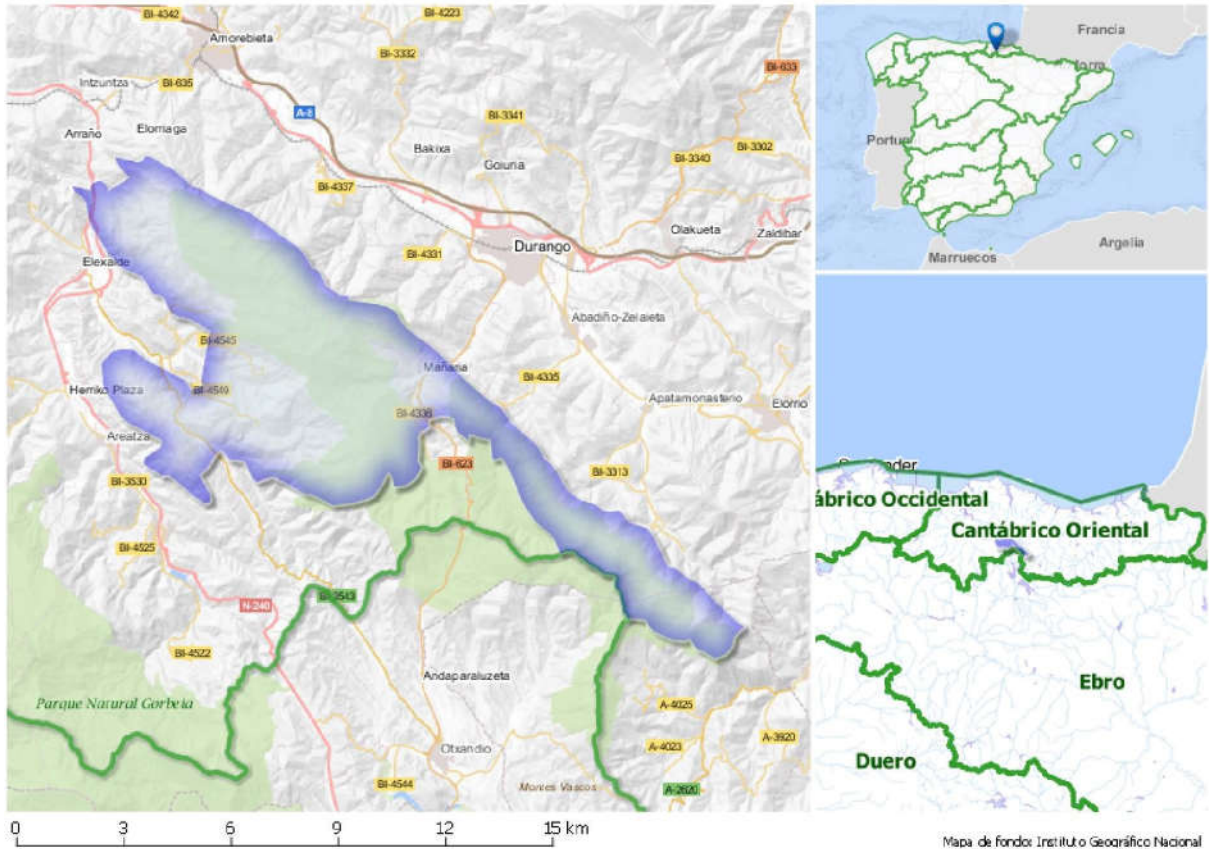 BI-4342
BI-4223
Amorebieta
BI-3332
BI-633
Intzuntza
BI-635
Arraño
Elorriaga
A-8
BI-3341
Bakixa
Goiuria
BI-3340
BI-3302
BI-4337
Olakueta
Zaldibar
Durango
BI-4331
Elexalde
Abadiño-Zelaieta
BI-4545
Mañaria
BI-4335
Hemko Plaza
BI-4549
Apatamonasterio
Elorrio
BI-4336
Areatza
BI-623
BI-3313
BI-3530
BI-4525
N-240
BI-3543
BI-4522
Andaparaluzeta
Parque Natural Gorbeia
A-4025
A-4023
A-3920
Otxandio
BI-4544
Montes Vascos
A-2620
0 3 6 9 12 15 km
Francia
Argelia
Marruecos
ábrico Occidental
Cantábrico Oriental
Ebro
Duero
Mapa de fondo: Instituto Geográfico Nacional